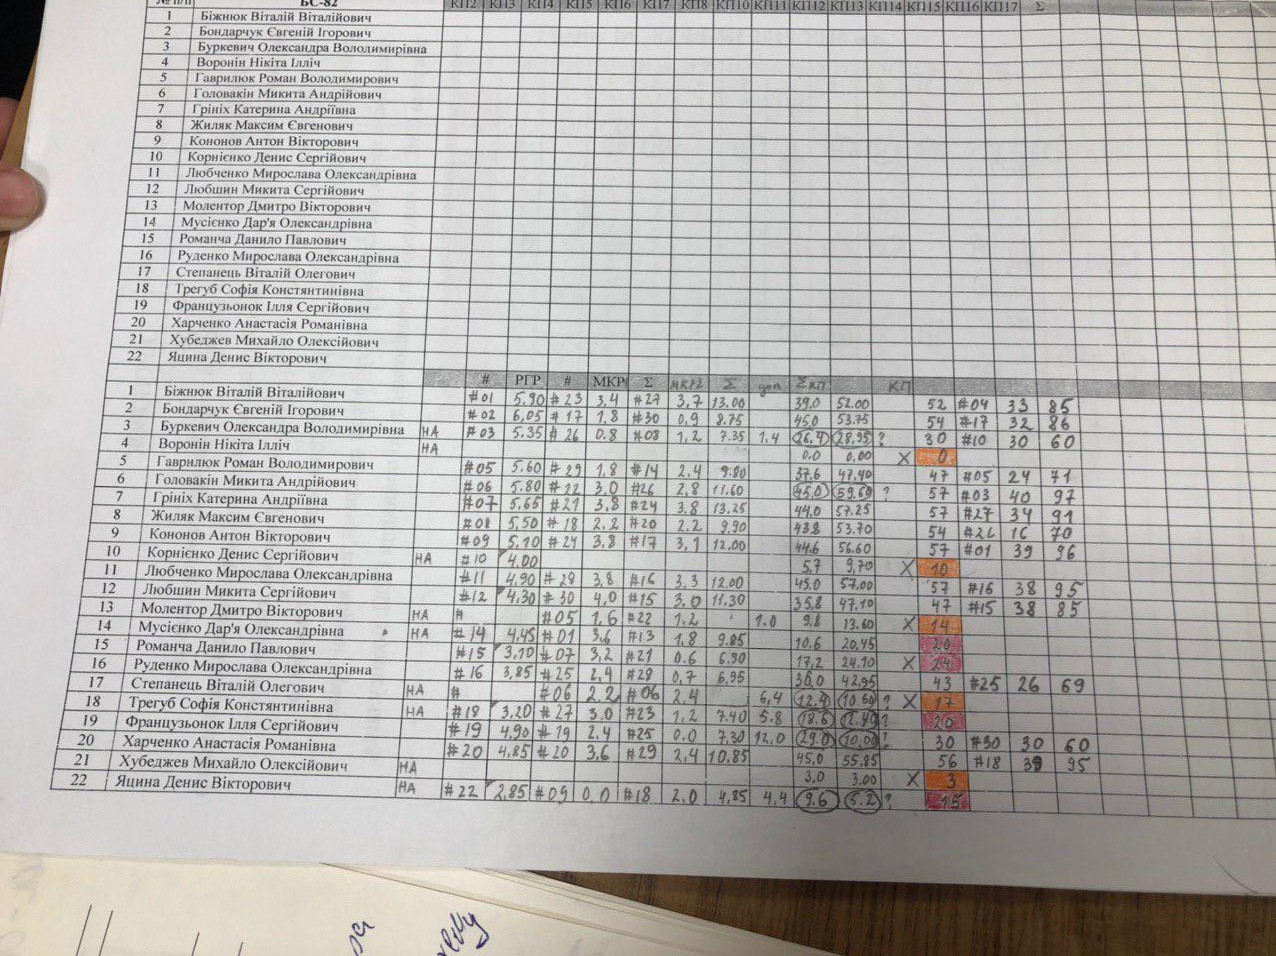 № п/п БС-82 КП2 КП3 КП4 КП5 КП6 КП7 КП8 КП10 КП11 КП12 КП13 КП14 КП15 КП16 КП17 Σ
1 Біжнюк Віталій Віталійович
2 Бондарчук Євгеній Ігорович
3 Буркевич Олександра Володимирівна
4 Воронін Нікіта Ілліч
5 Гаврилюк Роман Володимирович
6 Головакін Микита Андрійович
7 Грініх Катерина Андріївна
8 Жиляк Максим Євгенович
9 Кононов Антон Вікторович
10 Корнієнко Денис Сергійович
11 Любченко Мирослава Олександрівна
12 Любшин Микита Сергійович
13 Молентор Дмитро Вікторович
14 Мусієнко Дар'я Олександрівна
15 Романча Данило Павлович
16 Руденко Мирослава Олександрівна
17 Степанець Віталій Олегович
18 Трегуб Софія Констянтинівна
19 Французьонок Ілля Сергійович
20 Харченко Анастасія Романівна
21 Хубеджев Михайло Олексійович
22 Яцина Денис Вікторович
# РГР # МКР Σ МКР2 Σ доп Σ КП КП
1 Біжнюк Віталій Віталійович #01 5.90 #23 3,4 #27 3,7 13.00 39.0 52.00 52 #04 33 85
2 Бондарчук Євгеній Ігорович #02 6,05 #17 1,8 #30 0,9 8.75 45.0 53.75 54 #17 32 86
3 Буркевич Олександра Володимирівна НА #03 5.35 #26 0.8 #08 1,2 7.35 1,4 26.4 28.95 ? 30 #10 30 60
4 Воронін Нікіта Ілліч НА 0.0 0.00 X 0
5 Гаврилюк Роман Володимирович #05 5.60 #29 1,8 #14 2,4 9.80 37.6 47.40 47 #05 24 71
6 Головакін Микита Андрійович #06 5.80 #22 3,0 #26 2,8 11.60 45.0 59.60 ? 57 #03 40 97
7 Грініх Катерина Андріївна #07 5.65 #21 3,8 #24 3.8 13.25 44.0 57.25 57 #27 34 91
8 Жиляк Максим Євгенович #08 5,50 #18 2,2 #20 2,2 9,90 43.8 53.70 54 16 70
9 Кононов Антон Вікторович #09 5,10 #24 3,8 #17 3,1 12.00 44.6 56.60 57 #01 39 96
10 Корнієнко Денис Сергійович НА #10 4.00 5.7 9,70 X 10
11 Любченко Мирослава Олександрівна #11 4.90 #28 3,8 #16 3,3 12,00 45.0 57.00 57 #16 38 95
12 Любшин Микита Сергійович #12 4,30 #30 4,0 #15 3.0 11.30 35.8 47.10 47 #15 38 85
13 Молентор Дмитро Вікторович НА # #05 1,6 #22 1.2 1.0 9.8 13.60 X 14
14 Мусієнко Дар'я Олександрівна НА #14 4,45 #01 3,6 #13 1,8 9.85 10.6 20,45 20
15 Романча Данило Павлович #15 3,10 #07 3,2 #21 0.6 6.90 17,2 24.10 X 24
16 Руденко Мирослава Олександрівна #16 3,85 #25 2,4 #28 0,7 6,95 42,95 43 #25 26 69
17 Степанець Віталій Олегович НА # #06 2.2 #06 2.4 6,4 12.4 10.60 ? X 17
18 Трегуб Софія Констянтинівна НА #18 3,20 #27 3.0 #23 1,2 7.40 5.8 18.6 ? 20
19 Французьонок Ілля Сергійович #19 4,90 #19 2,4 #25 0.0 7,30 12,0 29.0 10,00 ? 30 #30 30 60
20 Харченко Анастасія Романівна #20 4,85 #20 3,6 #29 2,4 10,85 45,0 55.85 56 #18 39 95
21 Хубеджев Михайло Олексійович НА 3,0 3.00 X 3
22 Яцина Денис Вікторович НА #22 2,85 #09 0,0 #18 2,0 4,85 4,4 9.6 5.2 ? 15